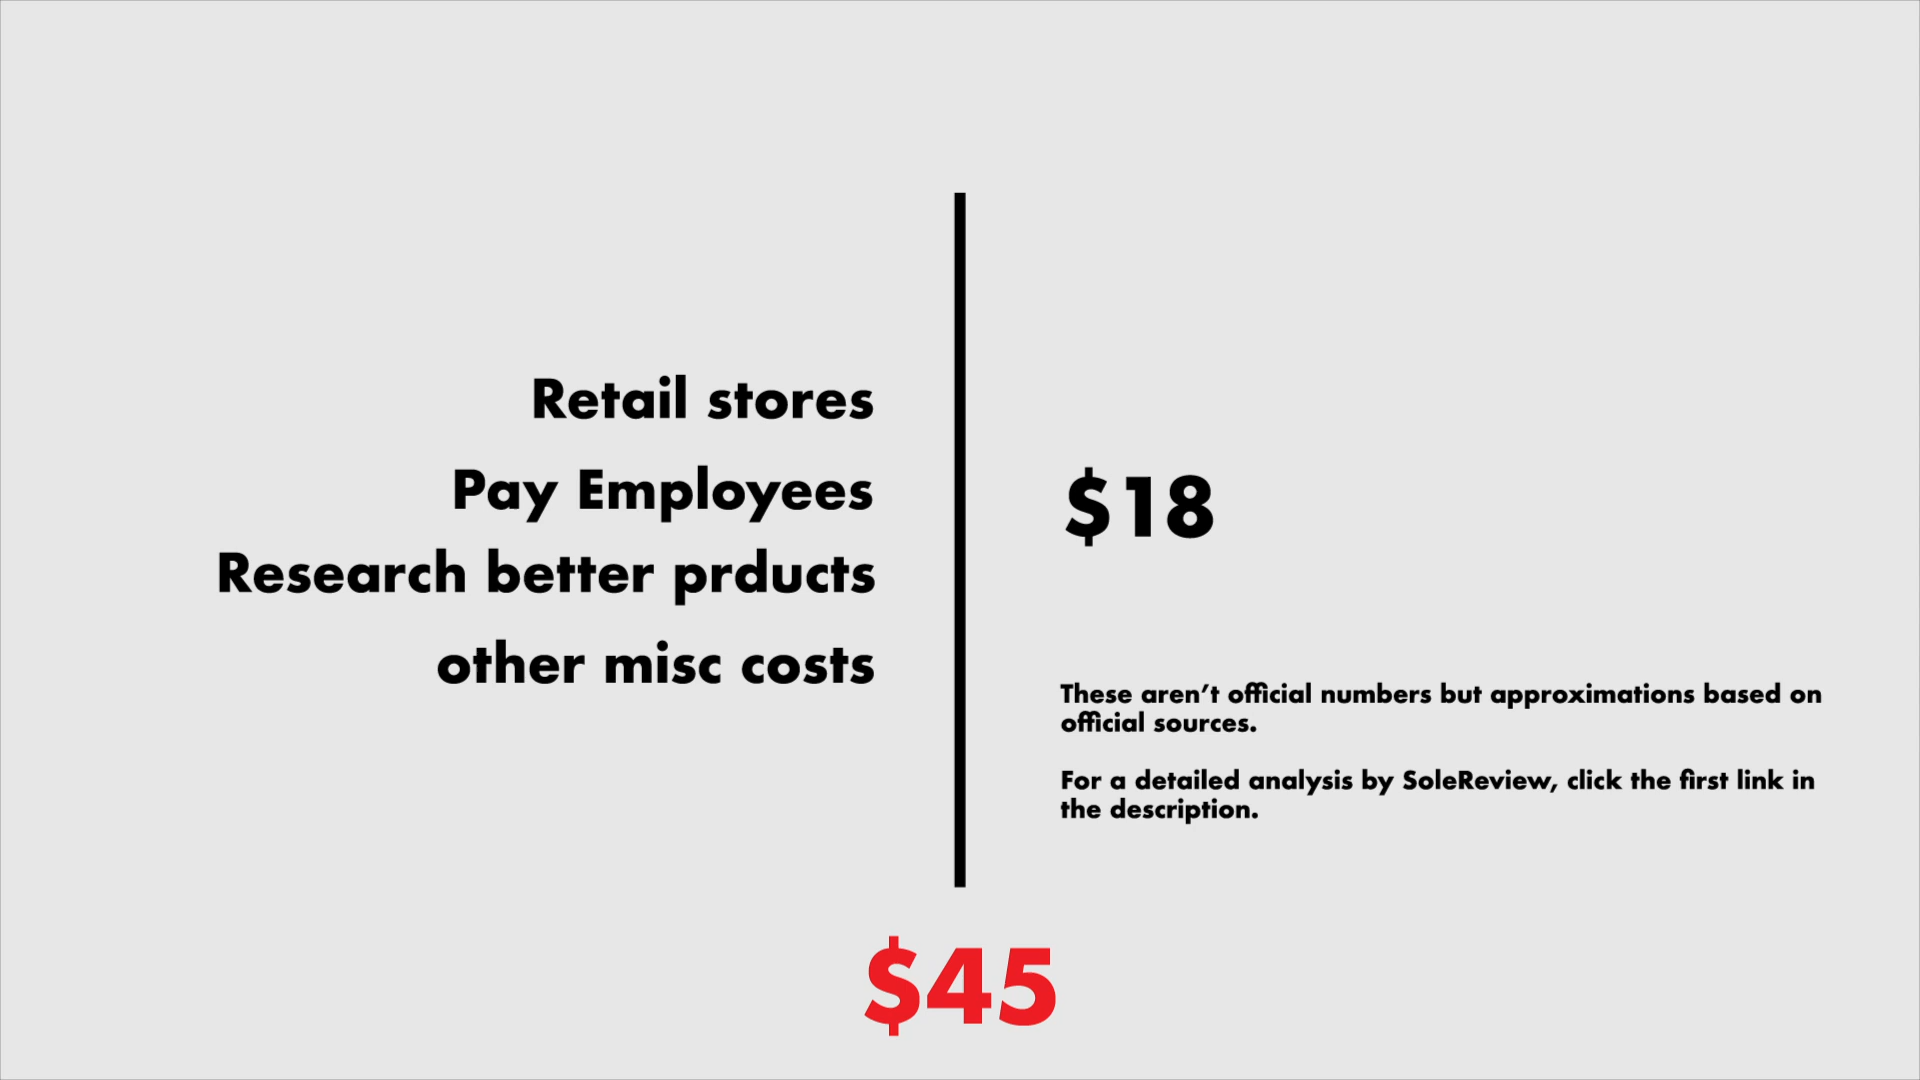 Retail stores
Pay Employees
Research better prducts
other misc costs
$18
These aren't official numbers but approximations based on
official sources.
For a detailed analysis by SoleReview, click the first link in
the description.
$45